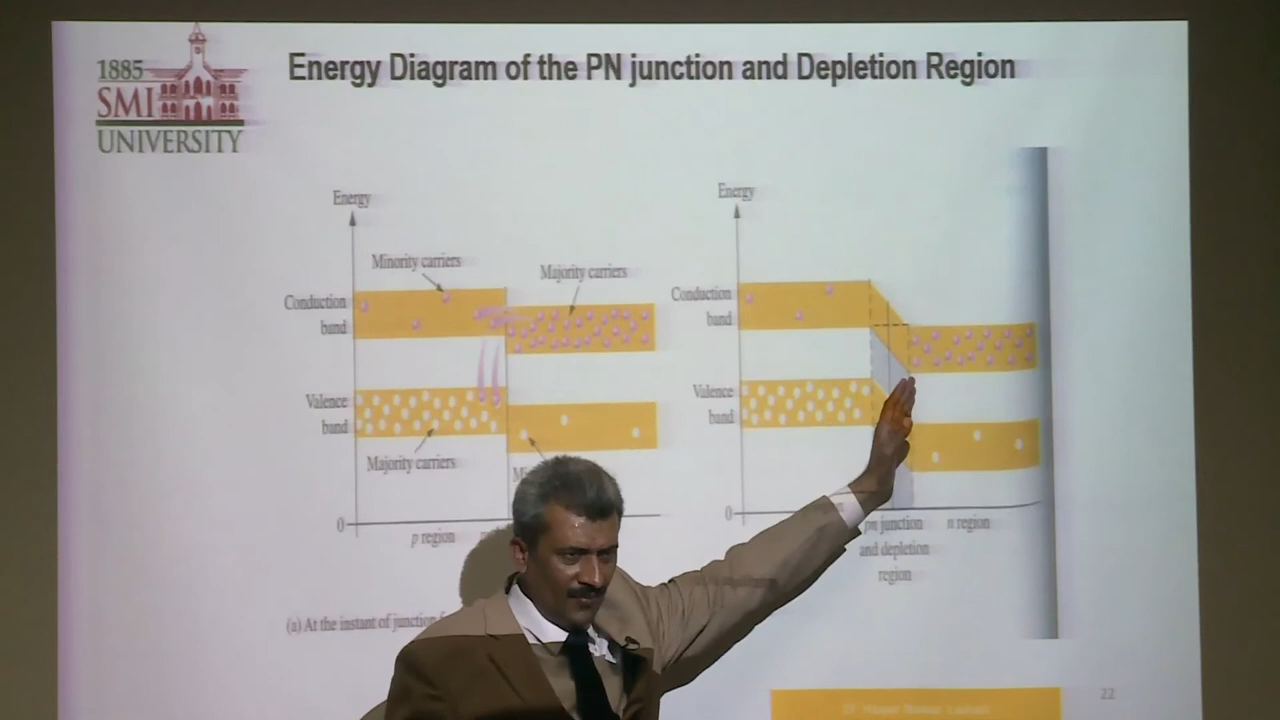 1885
SMI
UNIVERSITY
Energy Diagram of the PN junction and Depletion Region
Energy
Minority carriers
Majority carriers
Conduction
band
Valence
band
Majority carriers
0
p region
(a) At the instant of junction
Energy
Conduction
band
Valence
band
0
pn junction
and depletion
region
n region
22